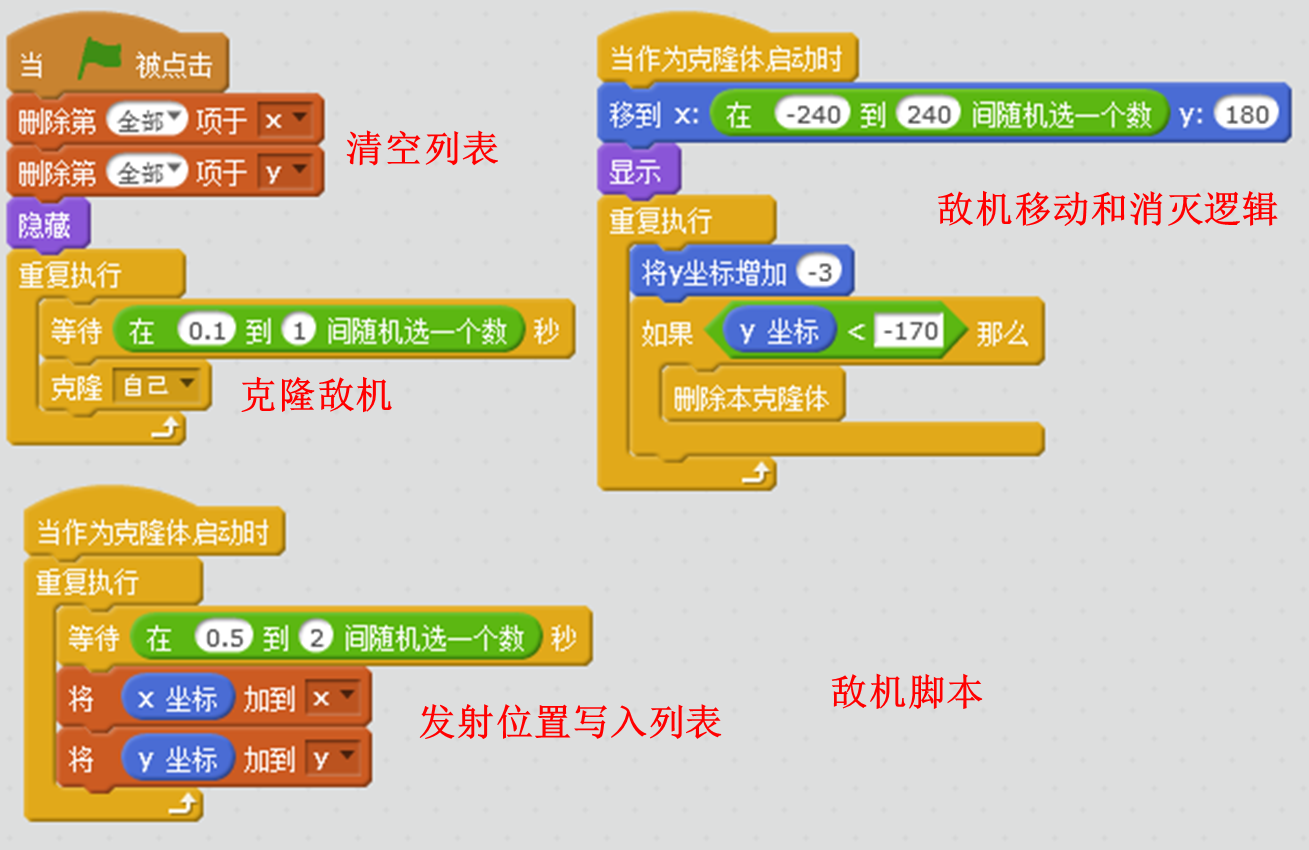 当 被点击
删除第 全部 项于 x
删除第 全部 项于 y
清空列表
隐藏
重复执行
等待 在 0.1 到 1 间随机选一个数 秒
克隆 自己
克隆敌机
当作为克隆体启动时
移到 x: 在 -240 到 240 间随机选一个数 y: 180
显示
敌机移动和消灭逻辑
重复执行
将y坐标增加 -3
如果 y 坐标 < -170 那么
删除本克隆体
当作为克隆体启动时
重复执行
等待 在 0.5 到 2 间随机选一个数 秒
将 x 坐标 加到 x
将 y 坐标 加到 y
发射位置写入列表
敌机脚本